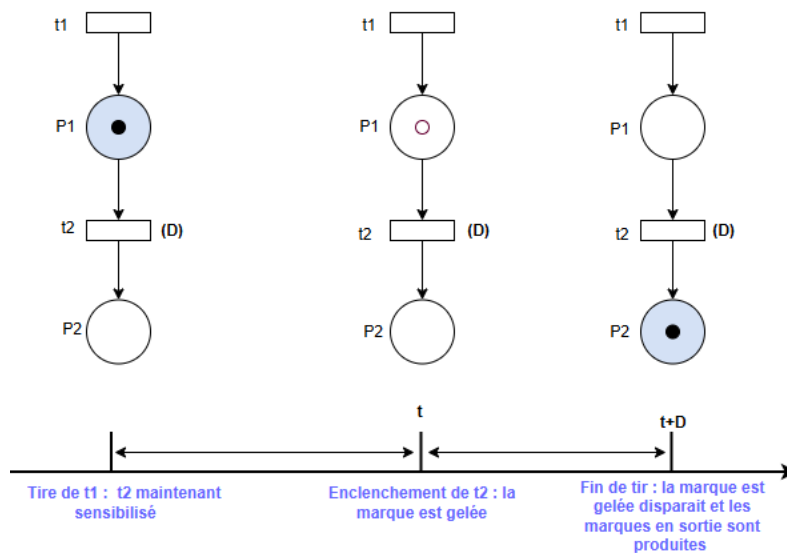 t1
t1
t1
P1
P1
P1
t2
(D)
t2
(D)
t2
(D)
P2
P2
P2
t
t+D
Tire de t1 : t2 maintenant
sensibilisé
Enclenchement de t2 : la
marque est gelée
Fin de tir : la marque est
gelée disparait et les
marques en sortie sont
produites